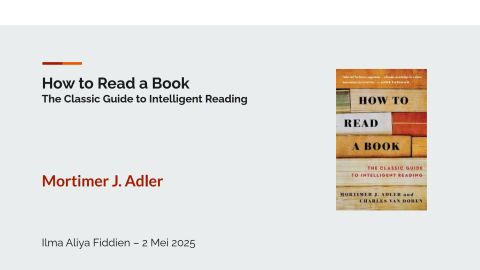 How to Read a Book
The Classic Guide to Intelligent Reading
Mortimer J. Adler
Ilma Aliya Fiddien – 2 Mei 2025
HOW TO
READ
A BOOK
THE CLASSIC GUIDE
TO INTELLIGENT READING
MORTIMER J. ADLER and
CHARLES VAN DOREN